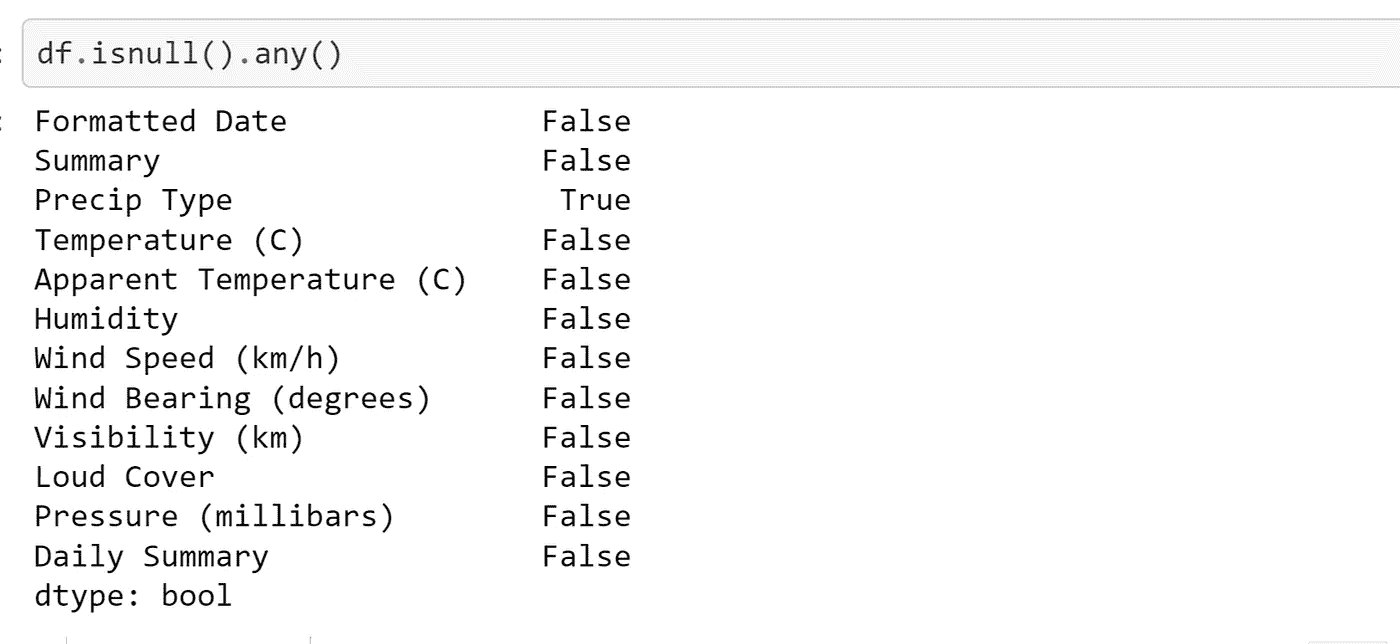 df.isnull().any()
Formatted Date False
Summary False
Precip Type True
Temperature (C) False
Apparent Temperature (C) False
Humidity False
Wind Speed (km/h) False
Wind Bearing (degrees) False
Visibility (km) False
Loud Cover False
Pressure (millibars) False
Daily Summary False
dtype: bool